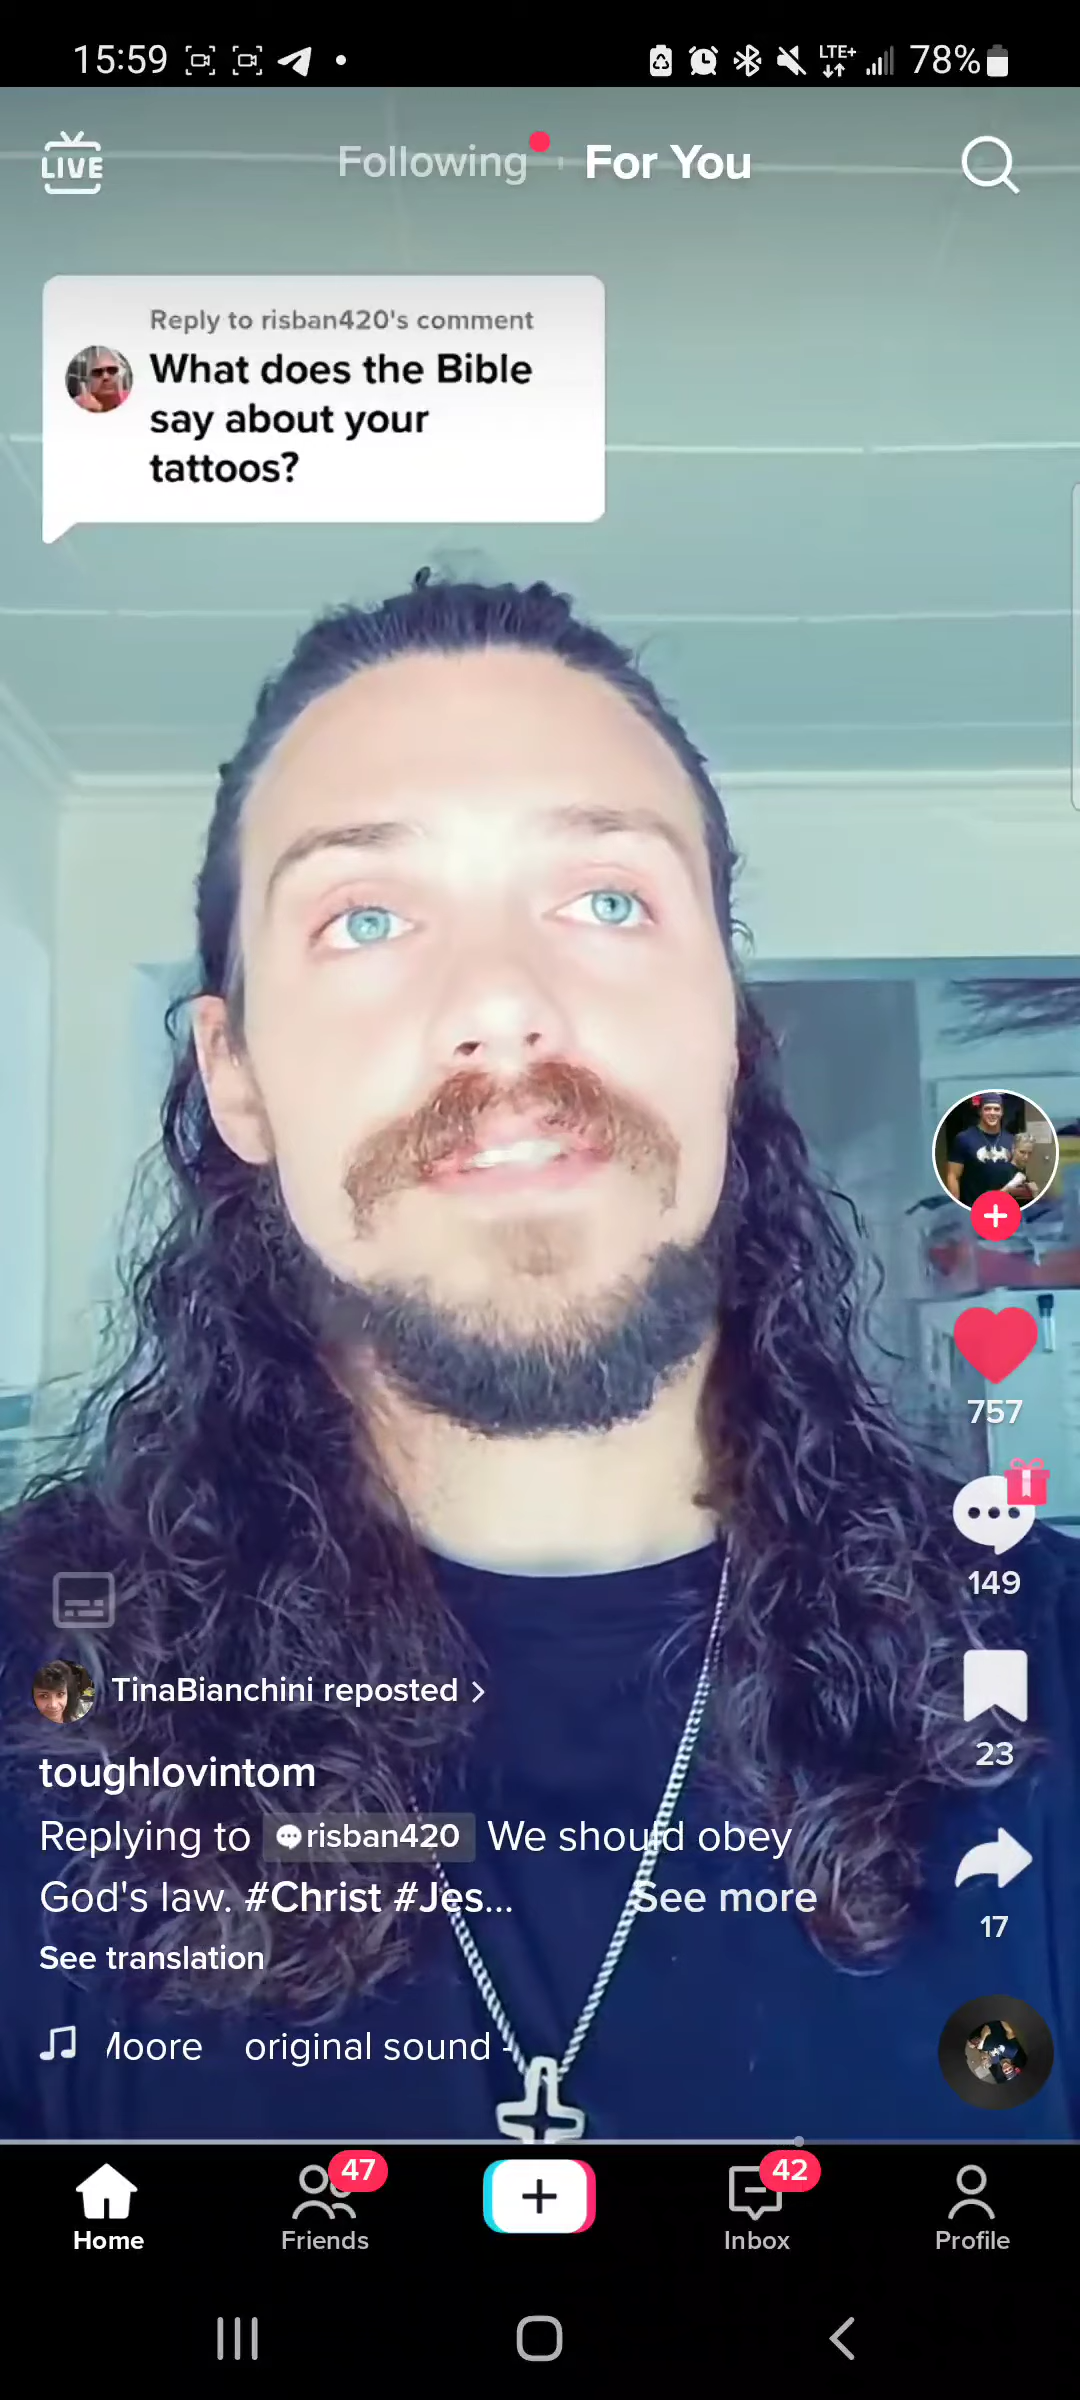 15:59
LTE+
78%
LIVE
Following
For You
Reply to risban420's comment
What does the Bible
say about your
tattoos?
757
149
TinaBianchini reposted
23
toughlovintom
Replying to risban420 We should obey
God's law. #Christ #Jes... See more
17
See translation
Moore original sound -
47
42
Home
Friends
Inbox
Profile